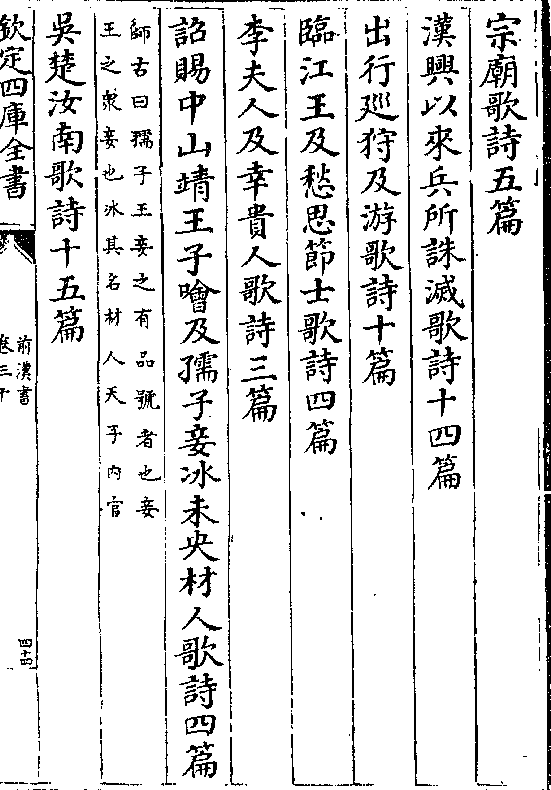 宗廟歌詩五篇
漢興以來兵所誅滅歌詩十四篇
出行廵狩及游歌詩十篇
臨江王及愁思節士歌詩四篇
李夫人及幸貴人歌詩三篇
詔賜中山靖王子噲及孺子妾冰未央材人歌詩四篇
師古曰孺子王妾之有品號者也妾
王之衆妾也冰其名材人天子内官
吳楚汝南歌詩十五篇
欽定四庫全書
前漢書
卷三十
四十四